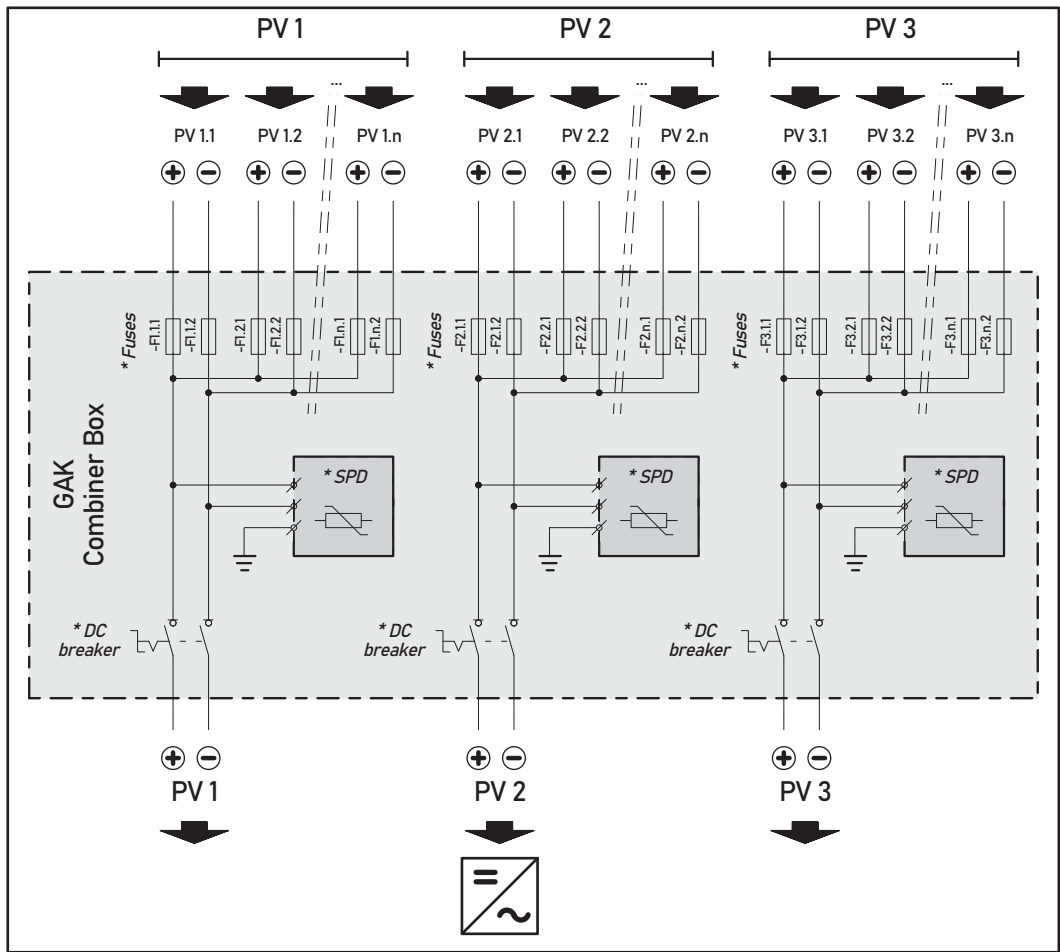 PV 1 PV 2 PV 3
... ... ...
PV 1.1 PV 1.2 PV 1.n PV 2.1 PV 2.2 PV 2.n PV 3.1 PV 3.2 PV 3.n
+ − + − + − + − + − + − + − + − + −
* Fuses
-F1.1.1
-F1.1.2
-F1.2.1
-F1.2.2
-F1.n.1
-F1.n.2
* Fuses
-F2.1.1
-F2.1.2
-F2.2.1
-F2.2.2
-F2.n.1
-F2.n.2
* Fuses
-F3.1.1
-F3.1.2
-F3.2.1
-F3.2.2
-F3.n.1
-F3.n.2
GAK
Combiner Box
* SPD * SPD * SPD
* DC
breaker
* DC
breaker
* DC
breaker
+ − + − + −
PV 1 PV 2 PV 3